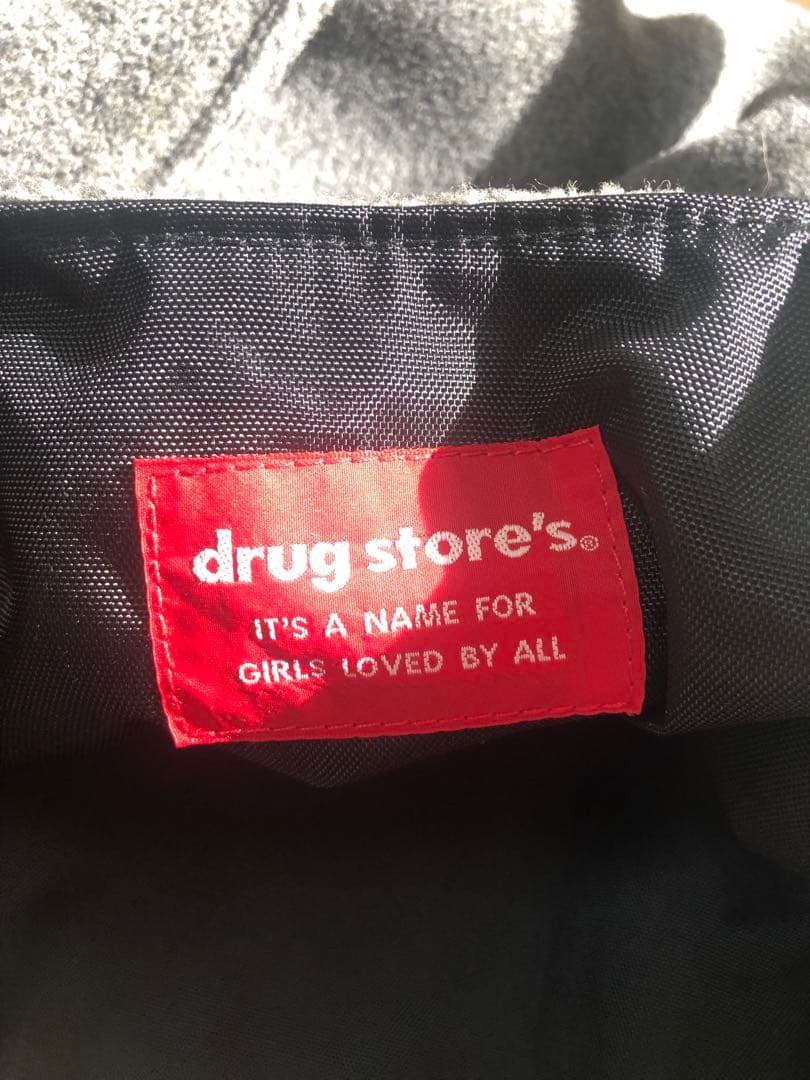 drug store's®
IT'S A NAME FOR
GIRLS LOVED BY ALL